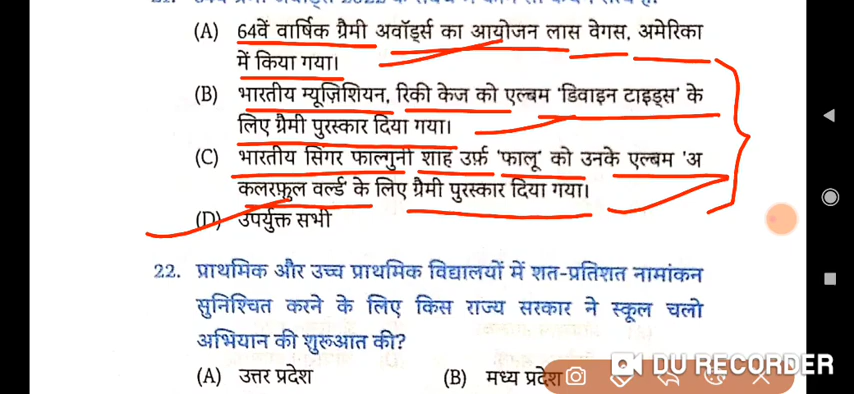 (A) 64वें वार्षिक ग्रैमी अवॉर्ड्स का आयोजन लास वेगस, अमेरिका
में किया गया।
(B) भारतीय म्यूज़िशियन, रिकी केज को एल्बम 'डिवाइन टाइड्स' के
लिए ग्रैमी पुरस्कार दिया गया।
(C) भारतीय सिंगर फाल्गुनी शाह उर्फ़ 'फालू' को उनके एल्बम 'अ
कलरफ़ुल वर्ल्ड' के लिए ग्रैमी पुरस्कार दिया गया।
(D) उपर्युक्त सभी
22. प्राथमिक और उच्च प्राथमिक विद्यालयों में शत-प्रतिशत नामांकन
सुनिश्चित करने के लिए किस राज्य सरकार ने स्कूल चलो
अभियान की शुरूआत की?
DU RECORDER
(A) उत्तर प्रदेश (B) मध्य प्रदेश